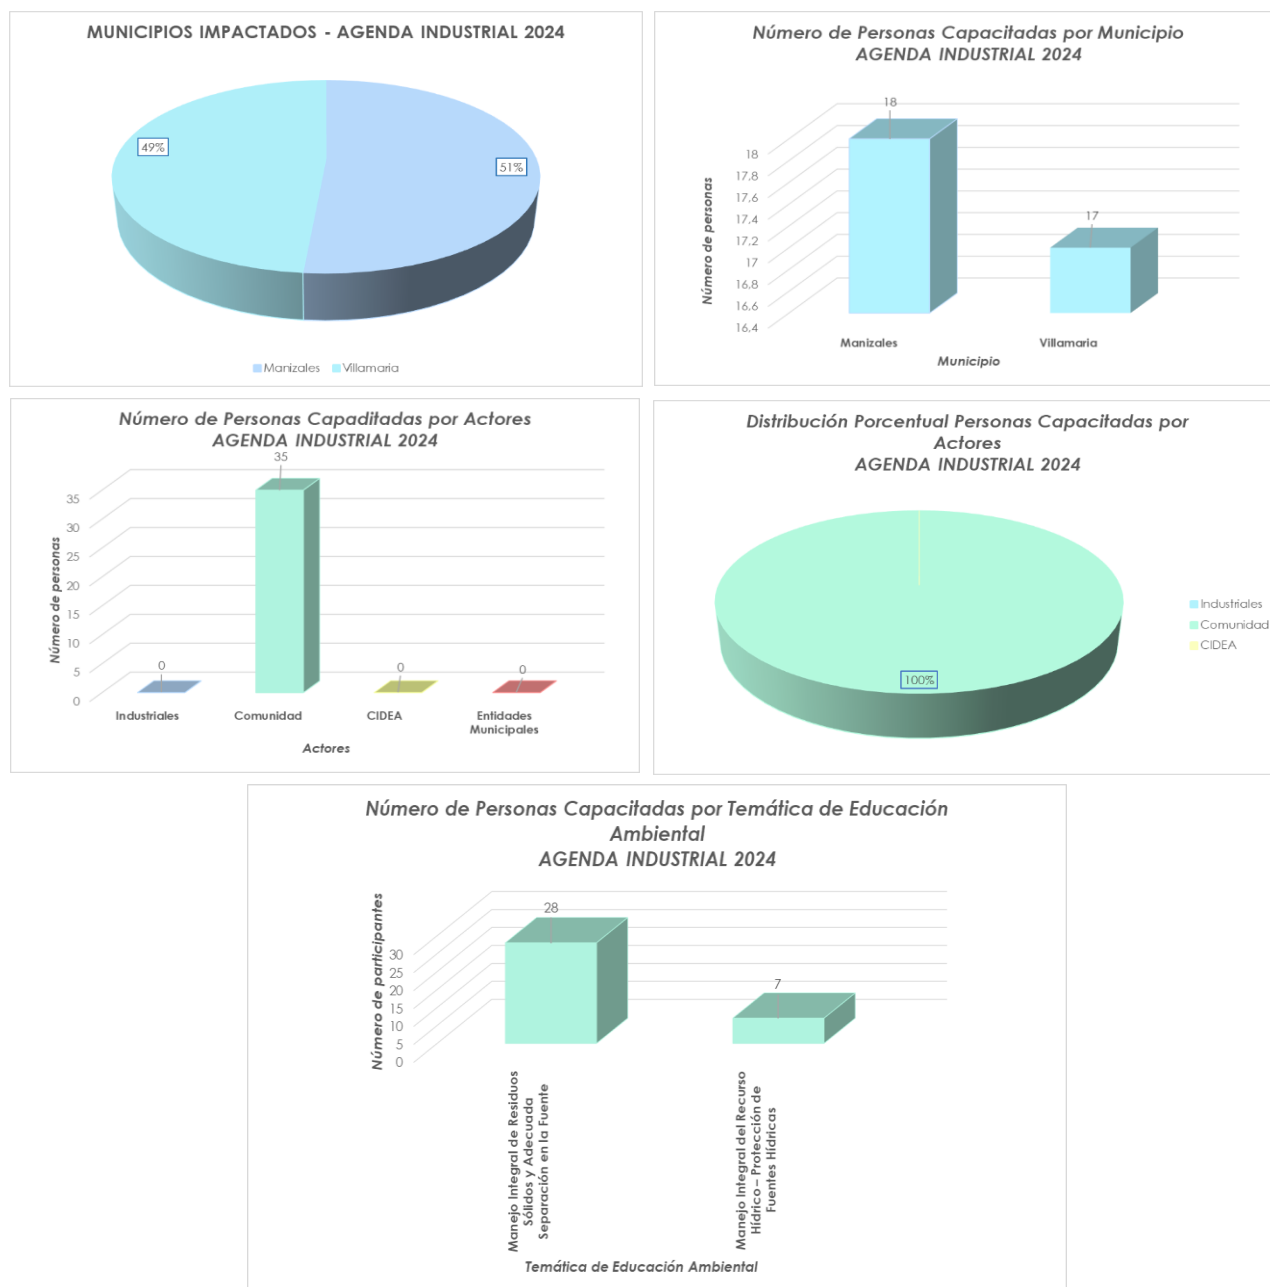 MUNICIPIOS IMPACTADOS - AGENDA INDUSTRIAL 2024
49%
51%
Manizales
Villamaria
Número de Personas Capacitadas por Municipio
AGENDA INDUSTRIAL 2024
Número de personas
18
17.8
17.6
17.4
17.2
17
16.8
16.6
16.4
18
17
Manizales
Villamaria
Municipio
Número de Personas Capaditadas por Actores
AGENDA INDUSTRIAL 2024
Número de personas
35
30
25
20
15
10
5
0
0
35
0
0
Industriales
Comunidad
CIDEA
Entidades
Municipales
Actores
Distribución Porcentual Personas Capacitadas por
Actores
AGENDA INDUSTRIAL 2024
100%
Industriales
Comunidad
CIDEA
Número de Personas Capacitadas por Temática de Educación
Ambiental
AGENDA INDUSTRIAL 2024
Número de participantes
30
25
20
15
10
5
0
28
7
Manejo Integral de Residuos
Sólidos y Adecuada
Separación en la Fuente
Manejo Integral del Recurso
Hídrico – Protección de
Fuentes Hídricas
Temática de Educación Ambiental